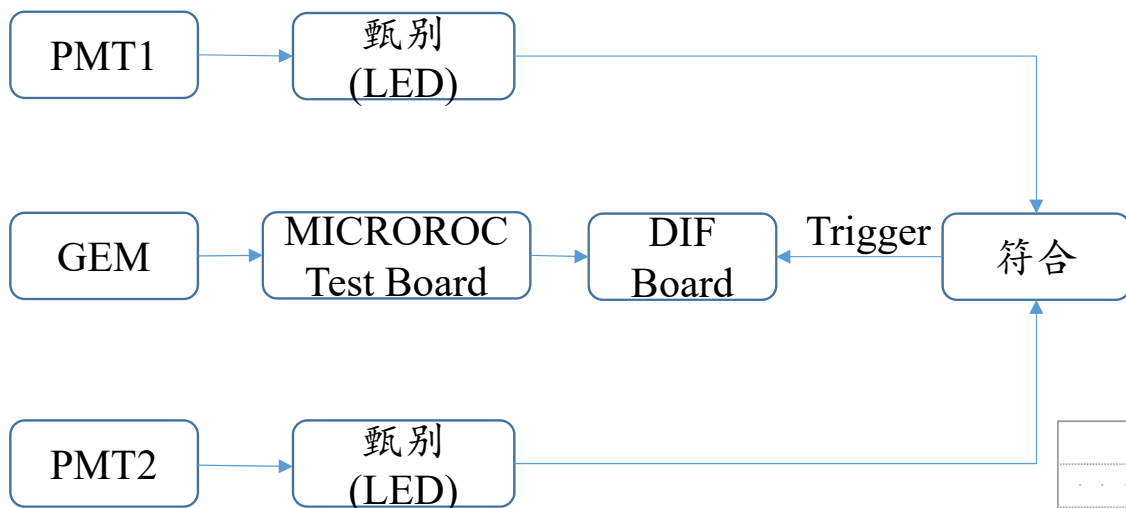 PMT1
甄别
(LED)
GEM
MICROROC
Test Board
DIF
Board
Trigger
符合
PMT2
甄别
(LED)